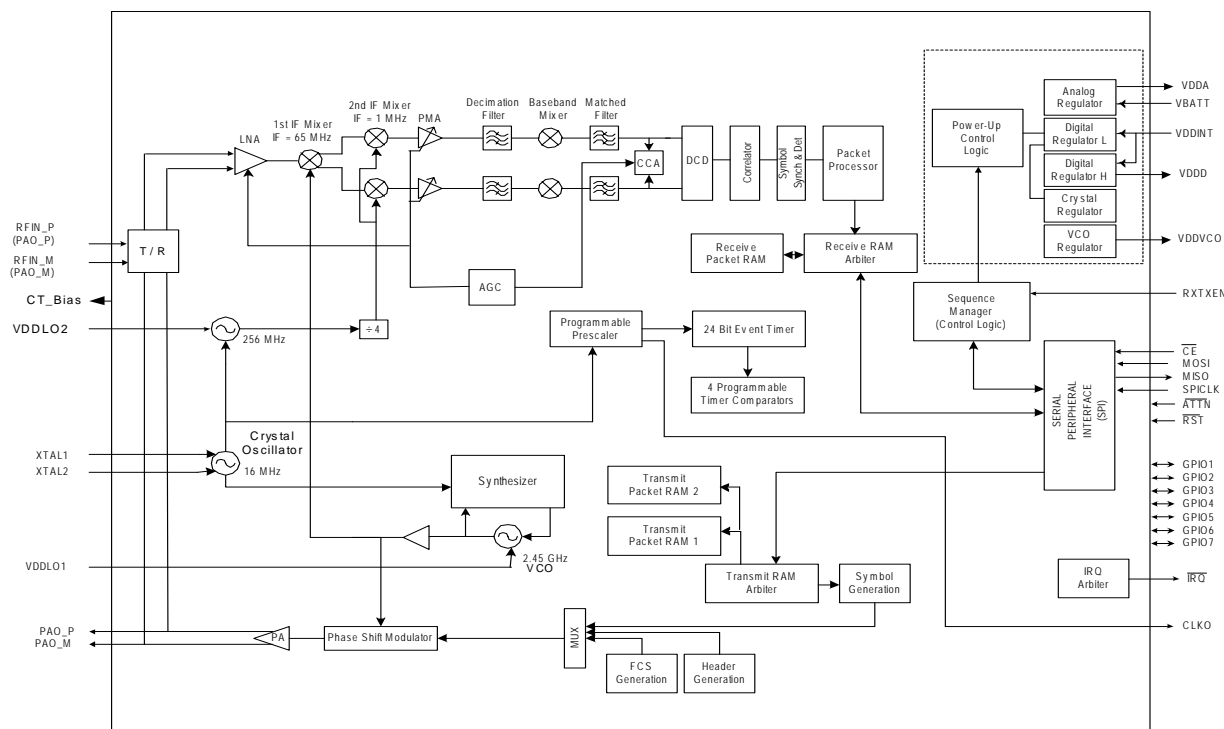 2nd IF Mixer
IF = 1 MHz
1st IF Mixer
IF = 65 MHz
LNA
PMA
Decimation
Filter
Baseband
Mixer
Matched
Filter
CCA
DCD
Correlator
Symbol
Synch & Det
Packet
Processor
Power-Up
Control
Logic
Analog
Regulator
Digital
Regulator L
Digital
Regulator H
Crystal
Regulator
VCO
Regulator
VDDA
VBATT
VDDINT
VDDD
VDDVCO
RFIN_P
(PAO_P)
RFIN_M
(PAO_M)
T / R
CT_Bias
VDDLO2
256 MHz
÷4
AGC
Receive
Packet RAM
Receive RAM
Arbiter
Programmable
Prescaler
24 Bit Event Timer
4 Programmable
Timer Comparators
Sequence
Manager
(Control Logic)
RXTXEN
SERIAL
PERIPHERAL
INTERFACE
(SPI)
CE
MOSI
MISO
SPICLK
ATTN
RST
GPIO1
GPIO2
GPIO3
GPIO4
GPIO5
GPIO6
GPIO7
XTAL1
XTAL2
Crystal
Oscillator
16 MHz
Synthesizer
2.45 GHz
VCO
VDDLO1
Transmit
Packet RAM 2
Transmit
Packet RAM 1
Transmit RAM
Arbiter
Symbol
Generation
IRQ
Arbiter
IRQ
CLKO
PAO_P
PAO_M
PA
Phase Shift Modulator
MUX
FCS
Generation
Header
Generation